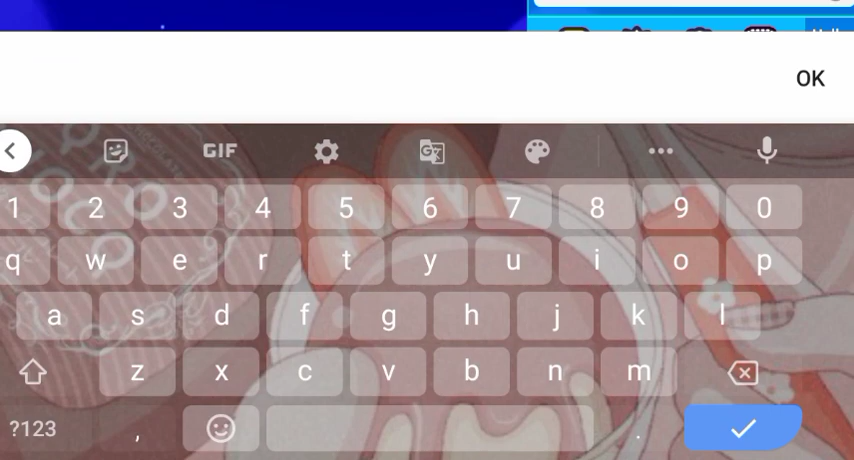 OK
GIF
1 2 3 4 5 6 7 8 9 0
q w e r t y u i o p
a s d f g h j k l
z x c v b n m
?123 , .